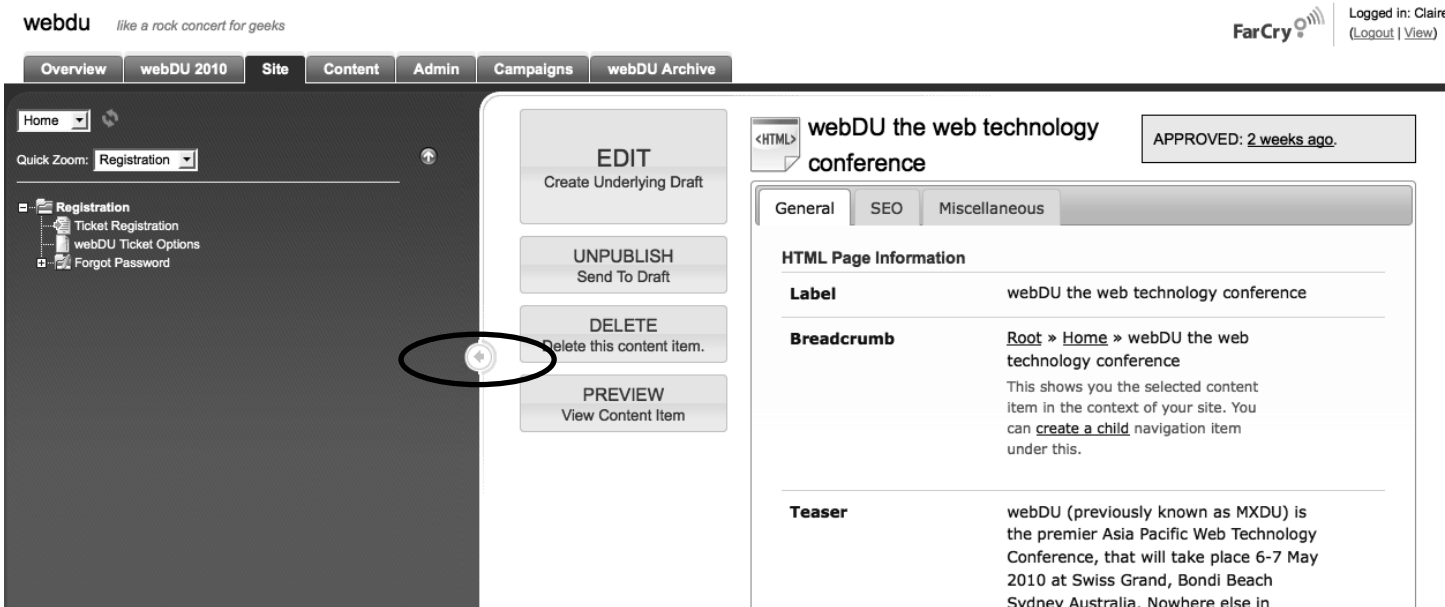 webdu like a rock concert for geeks
FarCry
Logged in: Claire
(Logout | View)
Overview webDU 2010 Site Content Admin Campaigns webDU Archive
Home
Quick Zoom: Registration
Registration
Ticket Registration
webDU Ticket Options
Forgot Password
EDIT
Create Underlying Draft
UNPUBLISH
Send To Draft
DELETE
Delete this content item.
PREVIEW
View Content Item
<HTML>
webDU the web technology
conference
APPROVED: 2 weeks ago.
General SEO Miscellaneous
HTML Page Information
Label webDU the web technology conference
Breadcrumb Root » Home » webDU the web
technology conference
This shows you the selected content
item in the context of your site. You
can create a child navigation item
under this.
Teaser webDU (previously known as MXDU) is
the premier Asia Pacific Web Technology
Conference, that will take place 6-7 May
2010 at Swiss Grand, Bondi Beach
Sydney Australia. Nowhere else in